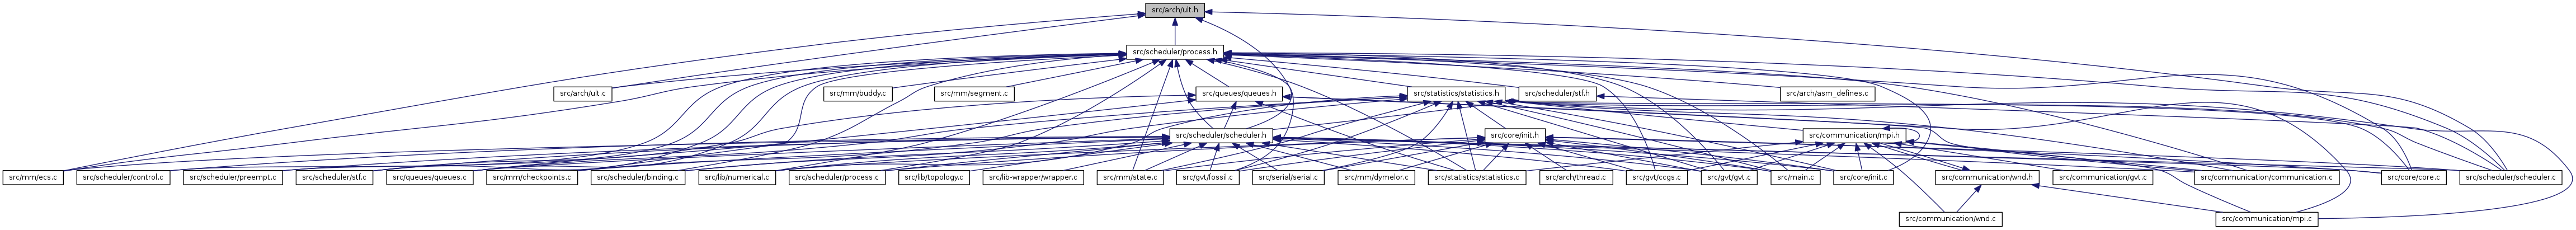 src/arch/ult.h
src/scheduler/process.h
src/arch/ult.c
src/mm/buddy.c
src/mm/segment.c
src/queues/queues.h
src/statistics/statistics.h
src/scheduler/stf.h
src/arch/asm_defines.c
src/scheduler/scheduler.h
src/core/init.h
src/communication/mpi.h
src/mm/ecs.c
src/scheduler/control.c
src/scheduler/preempt.c
src/scheduler/stf.c
src/queues/queues.c
src/mm/checkpoints.c
src/scheduler/binding.c
src/lib/numerical.c
src/scheduler/process.c
src/lib/topology.c
src/lib-wrapper/wrapper.c
src/mm/state.c
src/gvt/fossil.c
src/serial/serial.c
src/mm/dymelor.c
src/statistics/statistics.c
src/arch/thread.c
src/gvt/ccgs.c
src/gvt/gvt.c
src/main.c
src/core/init.c
src/communication/wnd.h
src/communication/gvt.c
src/communication/communication.c
src/core/core.c
src/scheduler/scheduler.c
src/communication/wnd.c
src/communication/mpi.c